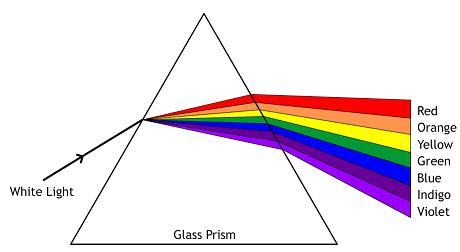 Red
Orange
Yellow
Green
Blue
Indigo
Violet
White Light
Glass Prism